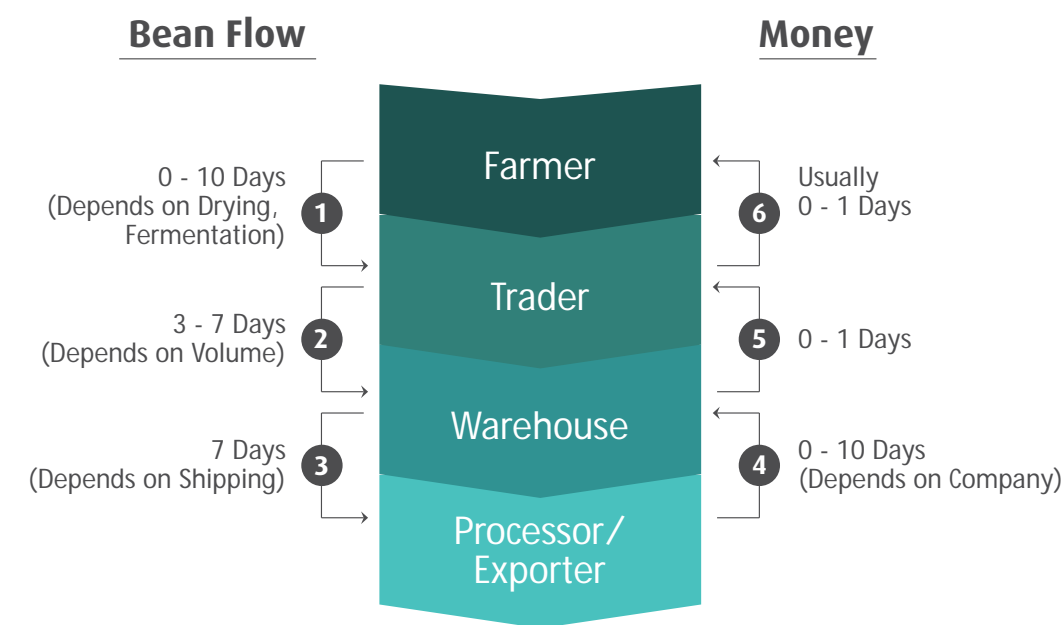 Bean Flow
Money
Farmer
0 - 10 Days
(Depends on Drying,
Fermentation)
1
6
Usually
0 - 1 Days
Trader
3 - 7 Days
(Depends on Volume)
2
5
0 - 1 Days
Warehouse
7 Days
(Depends on Shipping)
3
4
0 - 10 Days
(Depends on Company)
Processor/
Exporter